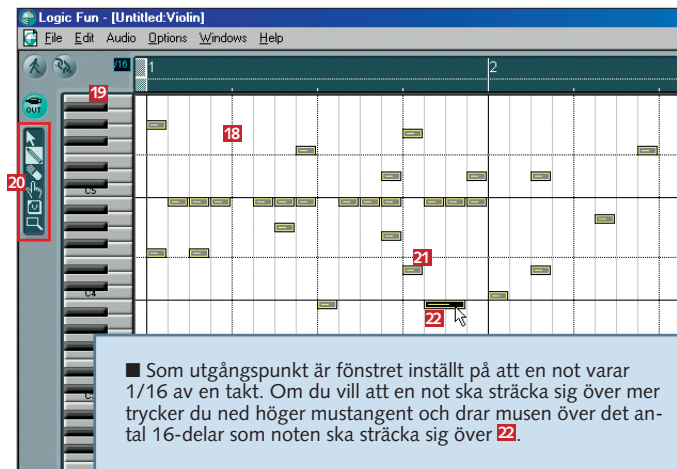 Logic Fun - [Untitled:Violin]
File Edit Audio Options Windows Help
/16 1 2
19
OUT
18
20
C5
21
C4
22
■ Som utgångspunkt är fönstret inställt på att en not varar
1/16 av en takt. Om du vill att en not ska sträcka sig över mer
trycker du ned höger mustangent och drar musen över det an-
tal 16-delar som noten ska sträcka sig över 22.